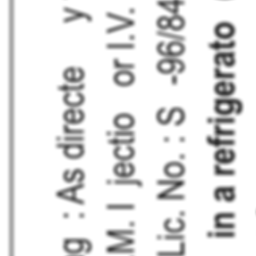 g : As directe y
.M. I jectio or I.V.
Lic. No. : S -96/84
in a refrigerato